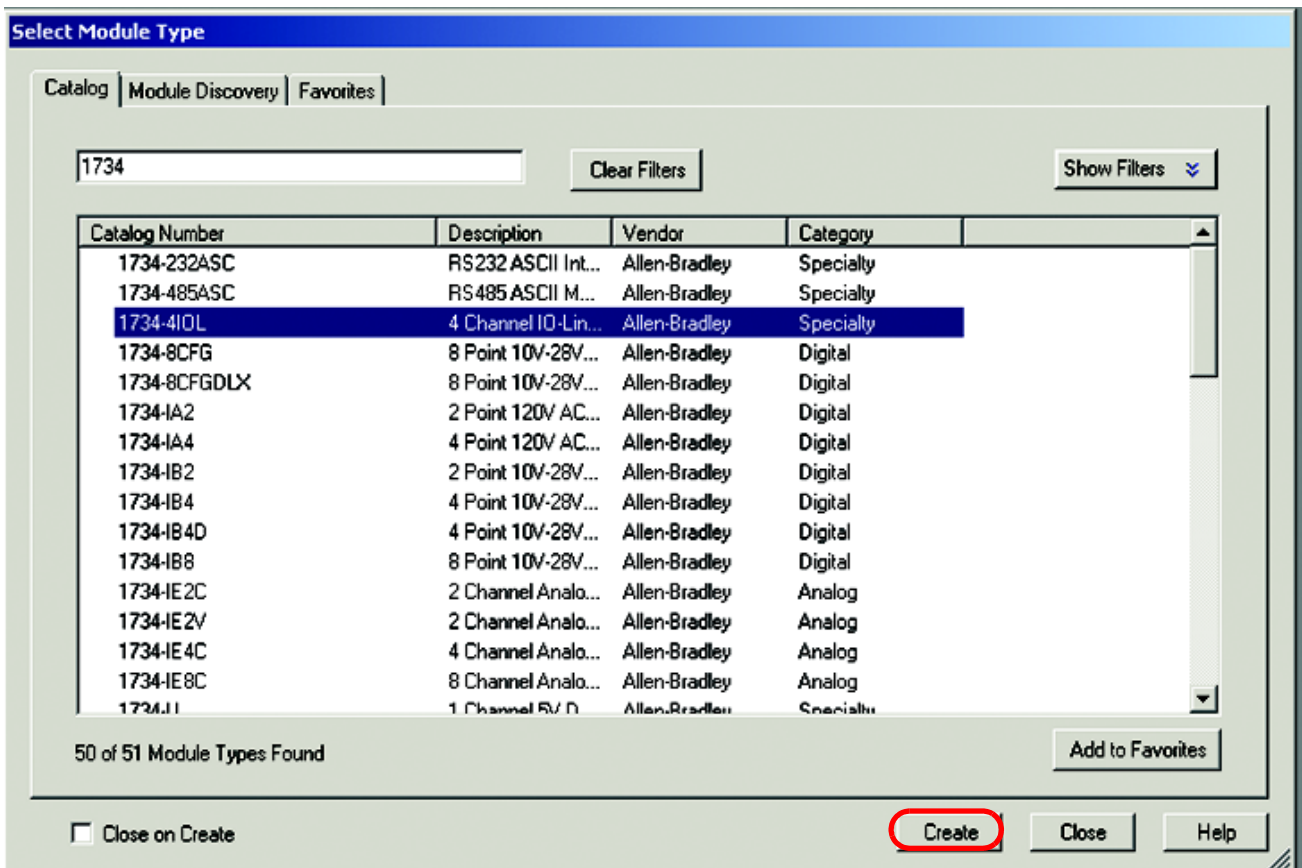 Select Module Type
Catalog Module Discovery Favorites
1734 Clear Filters Show Filters
Catalog Number Description Vendor Category
1734-232ASC RS232 ASCII Int... Allen-Bradley Specialty
1734-485ASC RS485 ASCII M... Allen-Bradley Specialty
1734-4IOL 4 Channel IO-Lin... Allen-Bradley Specialty
1734-8CFG 8 Point 10V-28V... Allen-Bradley Digital
1734-8CFGDLX 8 Point 10V-28V... Allen-Bradley Digital
1734-IA2 2 Point 120V AC... Allen-Bradley Digital
1734-IA4 4 Point 120V AC... Allen-Bradley Digital
1734-IB2 2 Point 10V-28V... Allen-Bradley Digital
1734-IB4 4 Point 10V-28V... Allen-Bradley Digital
1734-IB4D 4 Point 10V-28V... Allen-Bradley Digital
1734-IB8 8 Point 10V-28V... Allen-Bradley Digital
1734-IE2C 2 Channel Analo... Allen-Bradley Analog
1734-IE2V 2 Channel Analo... Allen-Bradley Analog
1734-IE4C 4 Channel Analo... Allen-Bradley Analog
1734-IE8C 8 Channel Analo... Allen-Bradley Analog
1 Channel 5V D Allen-Bradley Specialty
50 of 51 Module Types Found Add to Favorites
Close on Create Create Close Help